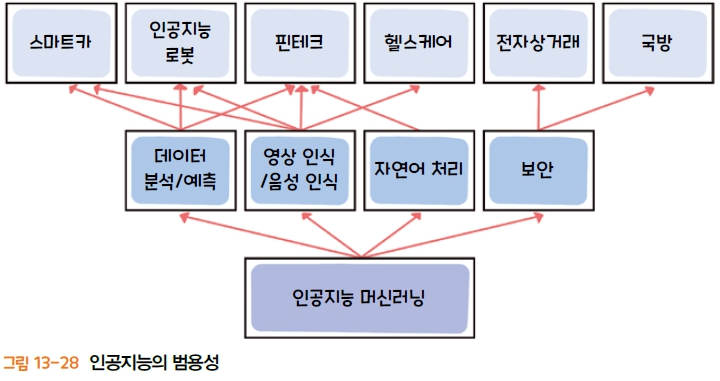 스마트카
인공지능
로봇
핀테크
헬스케어
전자상거래
국방
데이터
분석/예측
영상 인식
/음성 인식
자연어 처리
보안
인공지능 머신러닝
그림 13-28 인공지능의 범용성